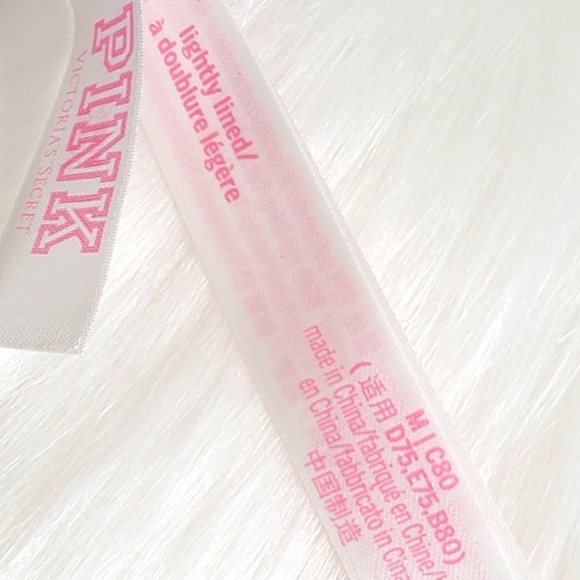 PINK
VICTORIA'S SECRET
lightly lined/
à doublure légère
M | C80
( 适用 D75,E75,B80)
made in China/fabriqué en Chine/
en China/fabricato in Cina
中国制造